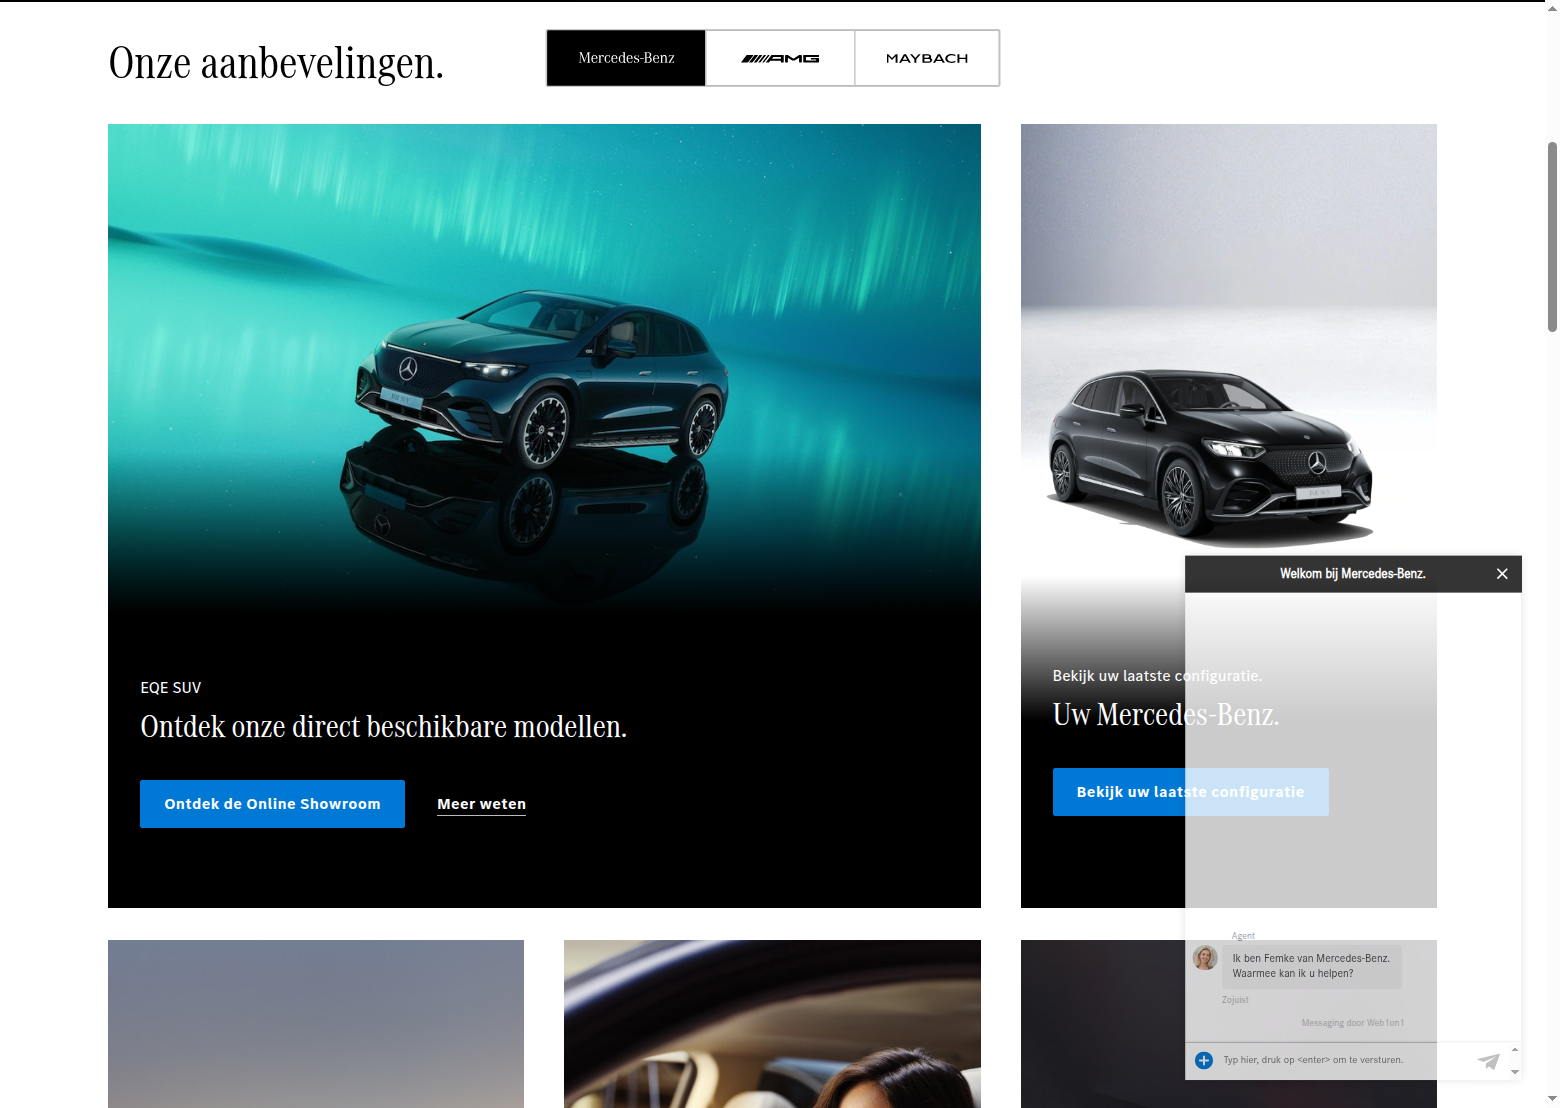 Onze aanbevelingen.
Mercedes-Benz
AMG
MAYBACH
EQE SUV
Ontdek onze direct beschikbare modellen.
Ontdek de Online Showroom
Meer weten
Bekijk uw laatste configuratie.
Uw Mercedes-Benz.
Bekijk uw laatste configuratie
Welkom bij Mercedes-Benz.
Agent
Ik ben Femke van Mercedes-Benz.
Waarmee kan ik u helpen?
Zojuist
Messaging door Web1on1
Typ hier, druk op <enter> om te versturen.